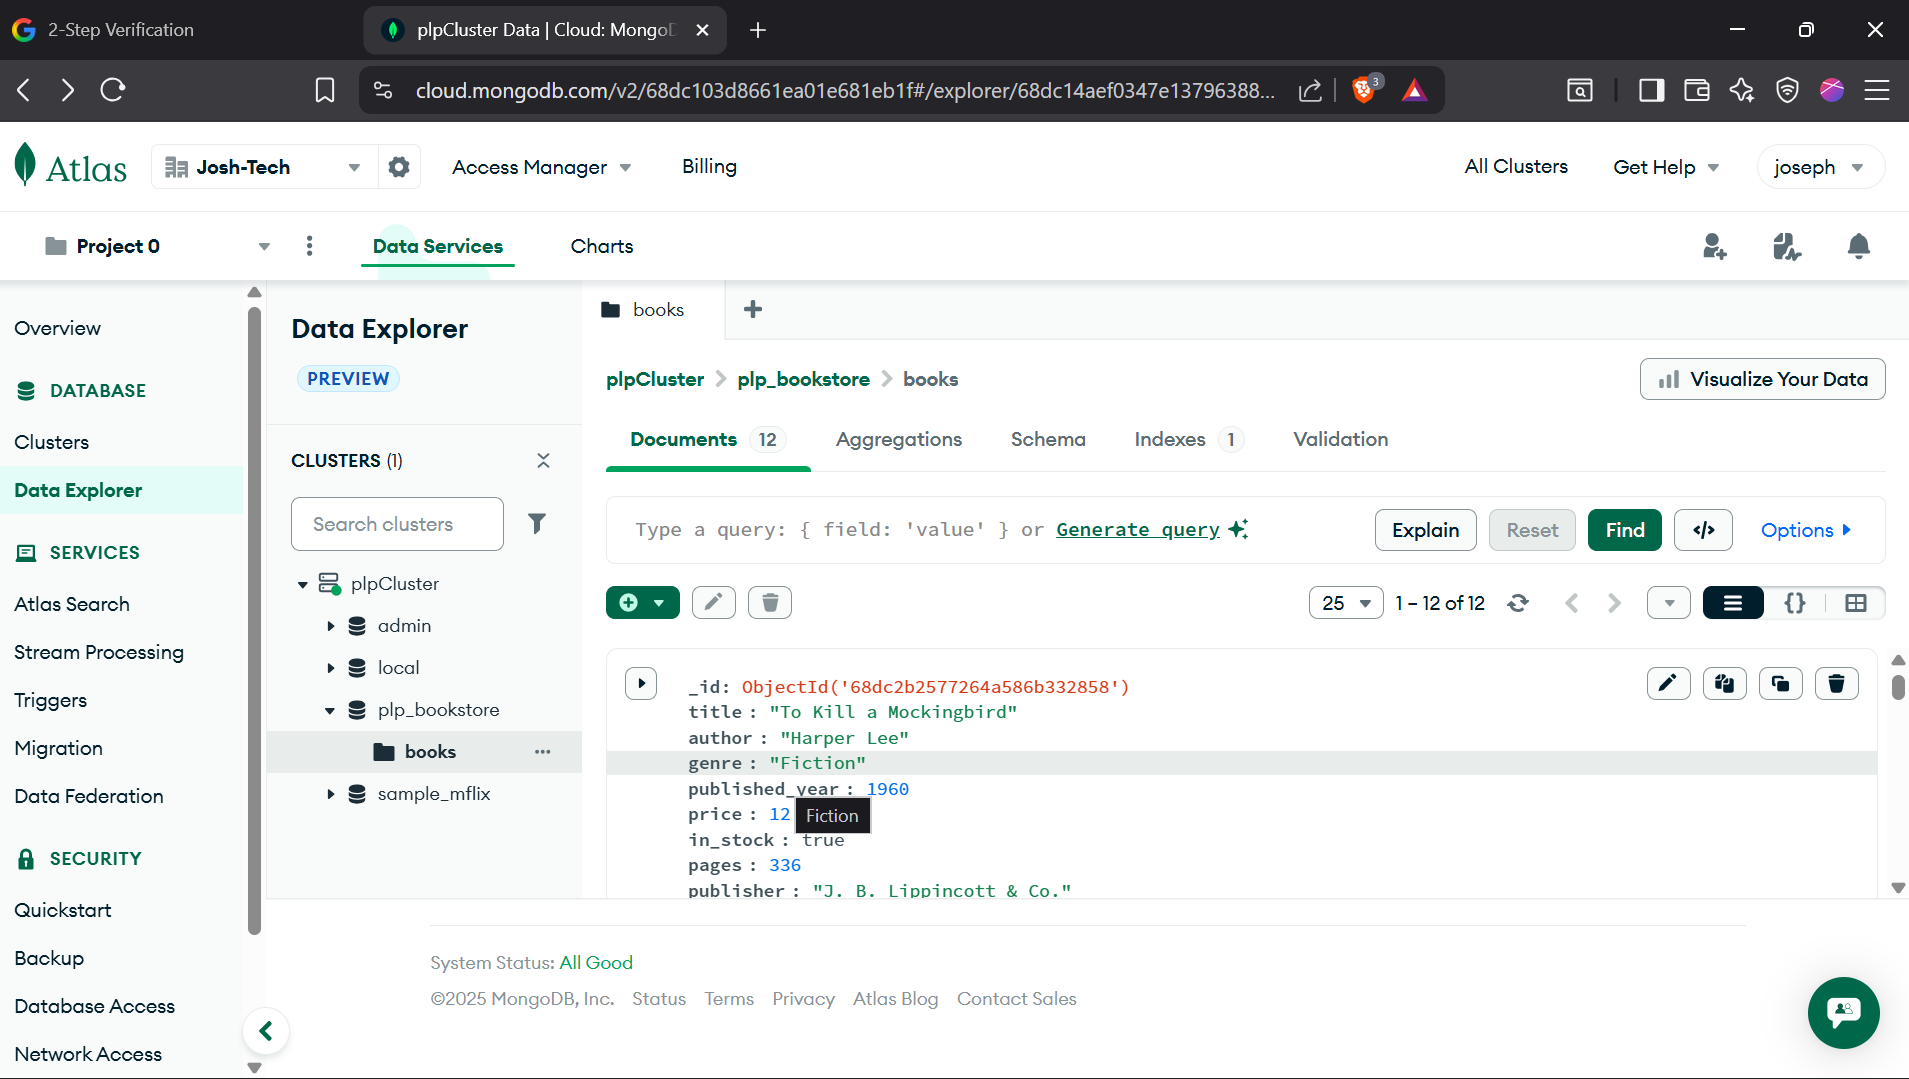 2-Step Verification
plpCluster Data | Cloud: Mongo
cloud.mongodb.com/v2/68dc103d8661ea01e681eb1f#/explorer/68dc14aef0347e13796388...
3
Atlas
Josh-Tech
Access Manager
Billing
All Clusters
Get Help
joseph
Project 0
Data Services
Charts
Overview
DATABASE
Clusters
Data Explorer
SERVICES
Atlas Search
Stream Processing
Triggers
Migration
Data Federation
SECURITY
Quickstart
Backup
Database Access
Network Access
Data Explorer
PREVIEW
CLUSTERS (1)
Search clusters
plpCluster
admin
local
plp_bookstore
books
sample_mflix
books
plpCluster > plp_bookstore > books
Visualize Your Data
Documents 12
Aggregations
Schema
Indexes 1
Validation
Type a query: { field: 'value' } or Generate query
Explain
Reset
Find
</>
Options
25
1 – 12 of 12
{}
_id: ObjectId('68dc2b2577264a586b332858')
title : "To Kill a Mockingbird"
author : "Harper Lee"
genre : "Fiction"
published_year : 1960
price : 12
Fiction
in_stock : true
pages : 336
publisher : "J. B. Lippincott & Co."
System Status: All Good
©2025 MongoDB, Inc. Status Terms Privacy Atlas Blog Contact Sales